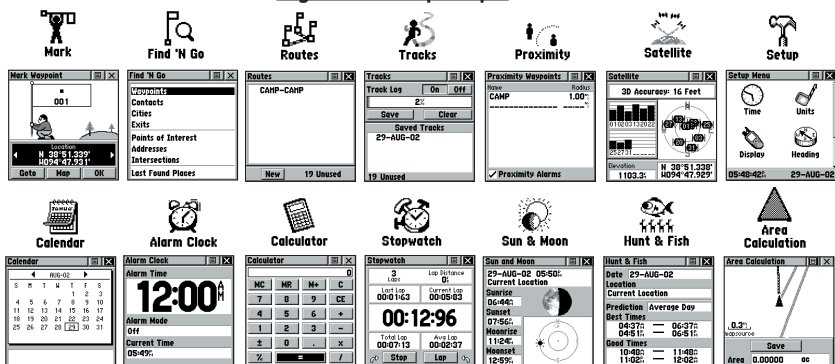 Mark
Find 'N Go
Routes
Tracks
Proximity
Satellite
Setup
Mark Waypoint
001
Location
N 38°51.339'
W094°47.931'
Goto Map OK
Find 'N Go
Waypoints
Contacts
Cities
Exits
Points of Interest
Addresses
Intersections
Last Found Places
Routes
CAMP-CAMP
New 19 Unused
Tracks
Track Log On Off
2%
Save Clear
Saved Tracks
29-AUG-02
19 Unused
Proximity Waypoints
Name Radius
CAMP 1.00
Proximity Alarms
Satellite
3D Accuracy: 16 Feet
Elevation
1103.3
N 38°51.338'
W094°47.929'
Setup Menu
Time Units
Display Heading
05:48:42 29-AUG-02
Calendar
Alarm Clock
Calculator
Stopwatch
Sun & Moon
Hunt & Fish
Area
Calculation
Calendar
AUG-02
S M T W T F S
1 2 3
4 5 6 7 8 9 10
11 12 13 14 15 16 17
18 19 20 21 22 23 24
25 26 27 28 29 30 31
Alarm Clock
Alarm Time
12:00 AM
Alarm Mode
Off
Current Time
05:49
Calculator
0
MC MR M+ C
7 8 9 CE
4 5 6 +
1 2 3 -
± 0 . x
% = /
Stopwatch
3 Laps
Lap Distance
0
Last Lap
00:01:63
Current Lap
00:05:83
00:12:96
Total Lap
00:07:13
Avg Lap
00:02:37
Stop Lap
Sun and Moon
29-AUG-02 05:50
Current Location
Sunrise
06:44
Sunset
07:56
Moonrise
11:24
Moonset
12:59
Hunt & Fish
Date 29-AUG-02
Location
Current Location
Prediction Average Day
Best Times
04:37 — 06:37
04:51 — 06:51
Good Times
10:48 — 11:48
11:02 — 12:02
Area Calculation
0.3
mapsource
Save
Area 0.00000 ac